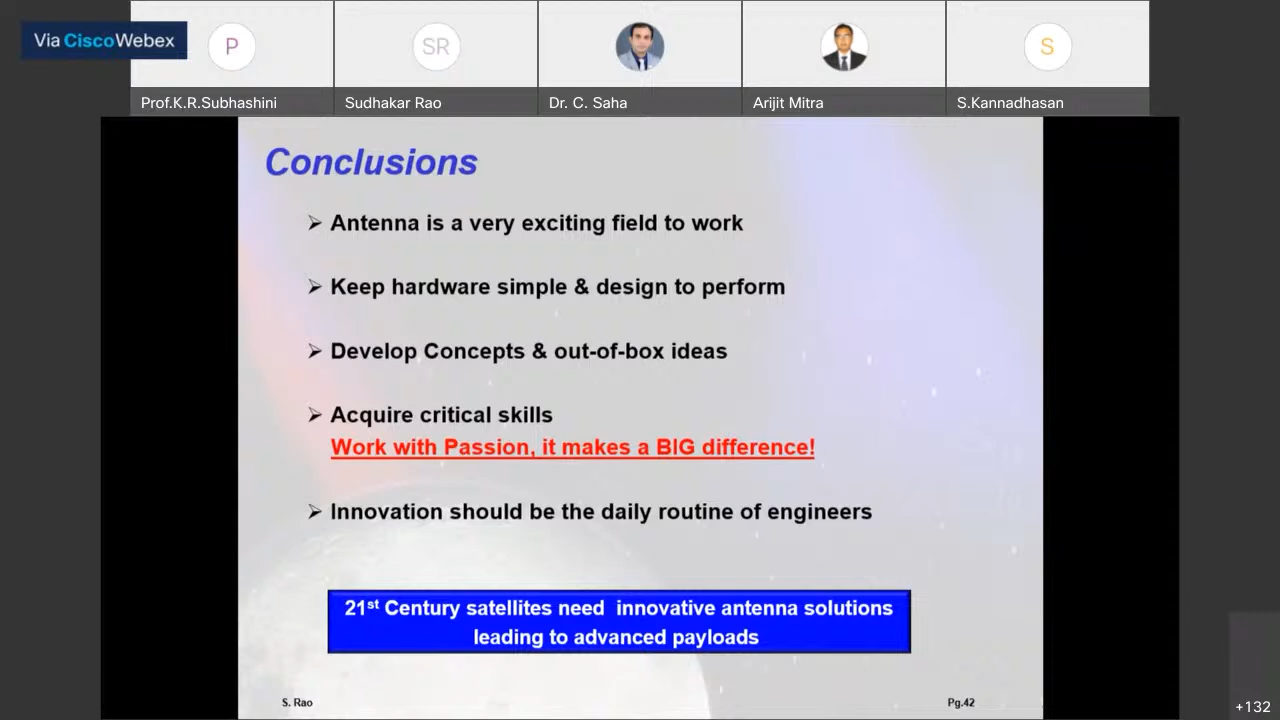 Via CiscoWebex
P
SR
S
Prof.K.R.Subhashini
Sudhakar Rao
Dr. C. Saha
Arijit Mitra
S.Kannadhasan
Conclusions
➢ Antenna is a very exciting field to work
➢ Keep hardware simple & design to perform
➢ Develop Concepts & out-of-box ideas
➢ Acquire critical skills
Work with Passion, it makes a BIG difference!
➢ Innovation should be the daily routine of engineers
21st Century satellites need innovative antenna solutions
leading to advanced payloads
S. Rao
Pg.42
+132